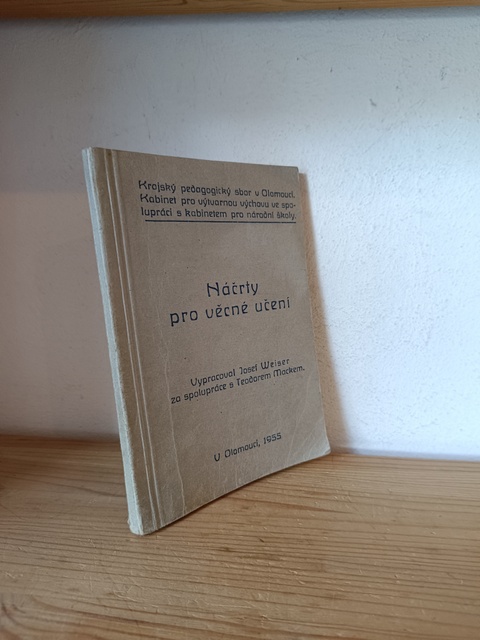 Krajský pedagogický sbor v Olomouci.
Kabinet pro výtvarnou výchovu ve spo-
lupráci s kabinetem pro národní školy.
Náčrty
pro věcné učení
Vypracoval Josef Weiser
za spolupráce s Teodorem Mackem.
V Olomouci, 1955